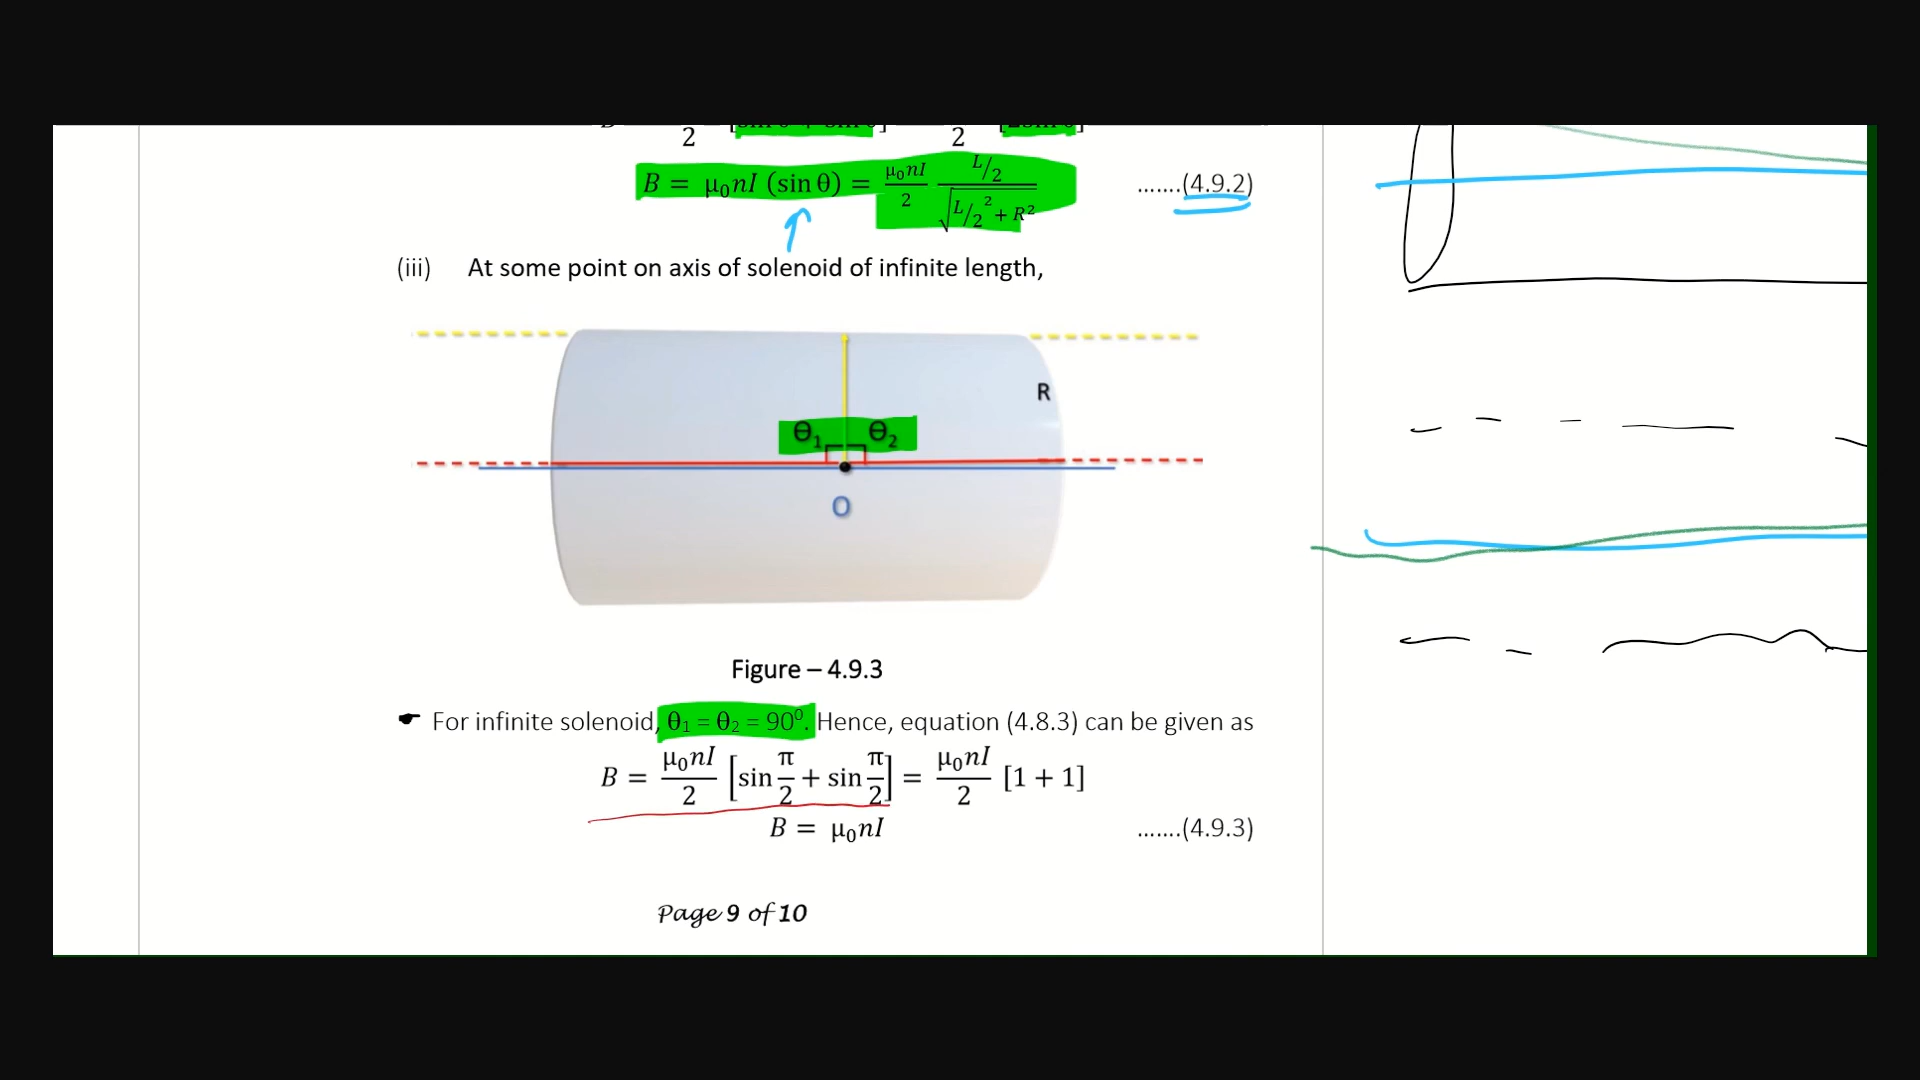 2 2
B = μ₀nI (sin θ) = μ₀nI/2 L/2 / √(L/2² + R²) .......(4.9.2)
(iii) At some point on axis of solenoid of infinite length,
R
θ₁ θ₂
O
Figure – 4.9.3
☛ For infinite solenoid, θ₁ = θ₂ = 90⁰. Hence, equation (4.8.3) can be given as
B = μ₀nI/2 [sin π/2 + sin π/2] = μ₀nI/2 [1 + 1]
B = μ₀nI .......(4.9.3)
Page 9 of 10